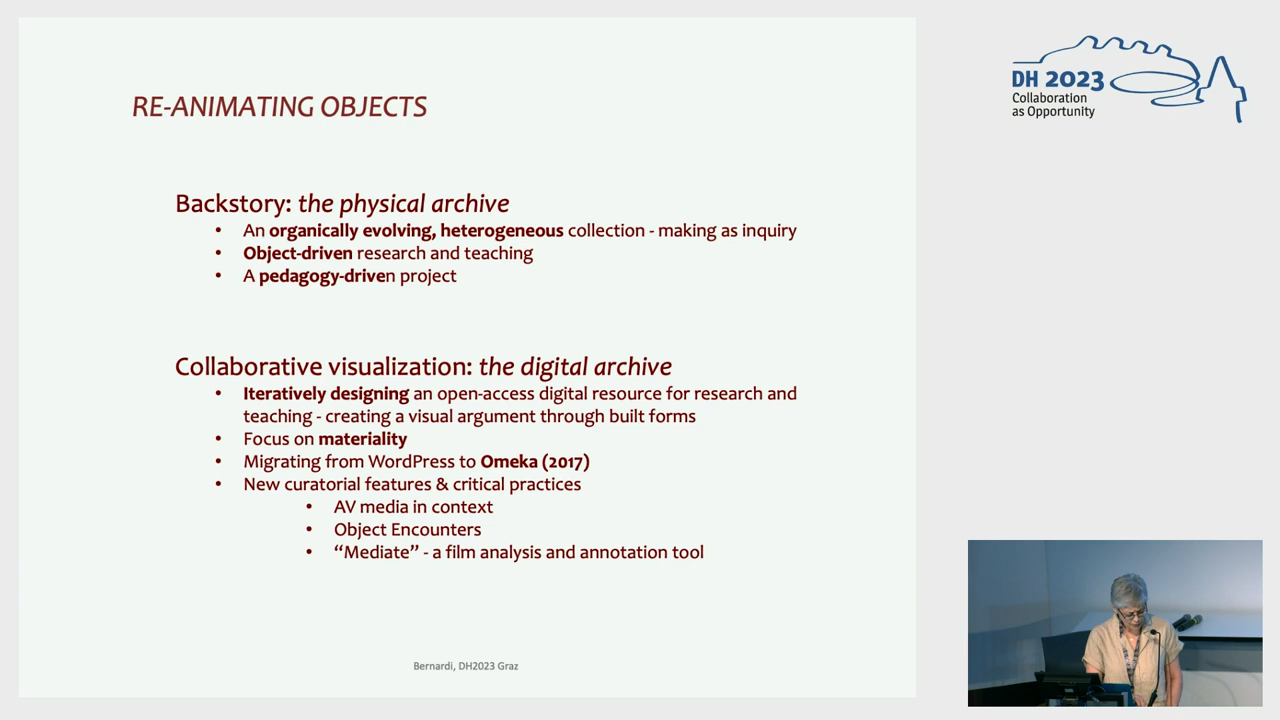 RE-ANIMATING OBJECTS
Backstory: the physical archive
• An organically evolving, heterogeneous collection - making as inquiry
• Object-driven research and teaching
• A pedagogy-driven project
Collaborative visualization: the digital archive
• Iteratively designing an open-access digital resource for research and
teaching - creating a visual argument through built forms
• Focus on materiality
• Migrating from WordPress to Omeka (2017)
• New curatorial features & critical practices
• AV media in context
• Object Encounters
• “Mediate” - a film analysis and annotation tool
Bernardi, DH2023 Graz
DH 2023
Collaboration
as Opportunity